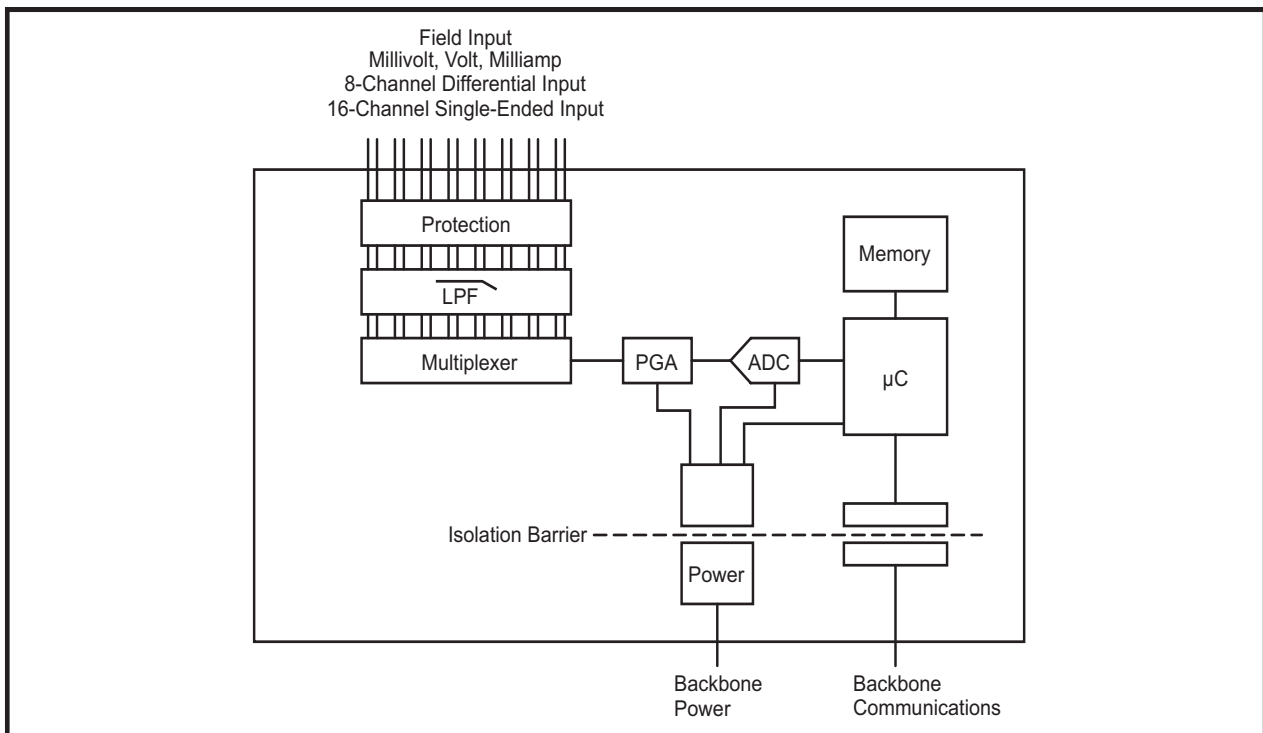 Field Input
Millivolt, Volt, Milliamp
8-Channel Differential Input
16-Channel Single-Ended Input
Protection
Memory
LPF
Multiplexer
PGA
ADC
µC
Isolation Barrier
Power
Backbone
Power
Backbone
Communications